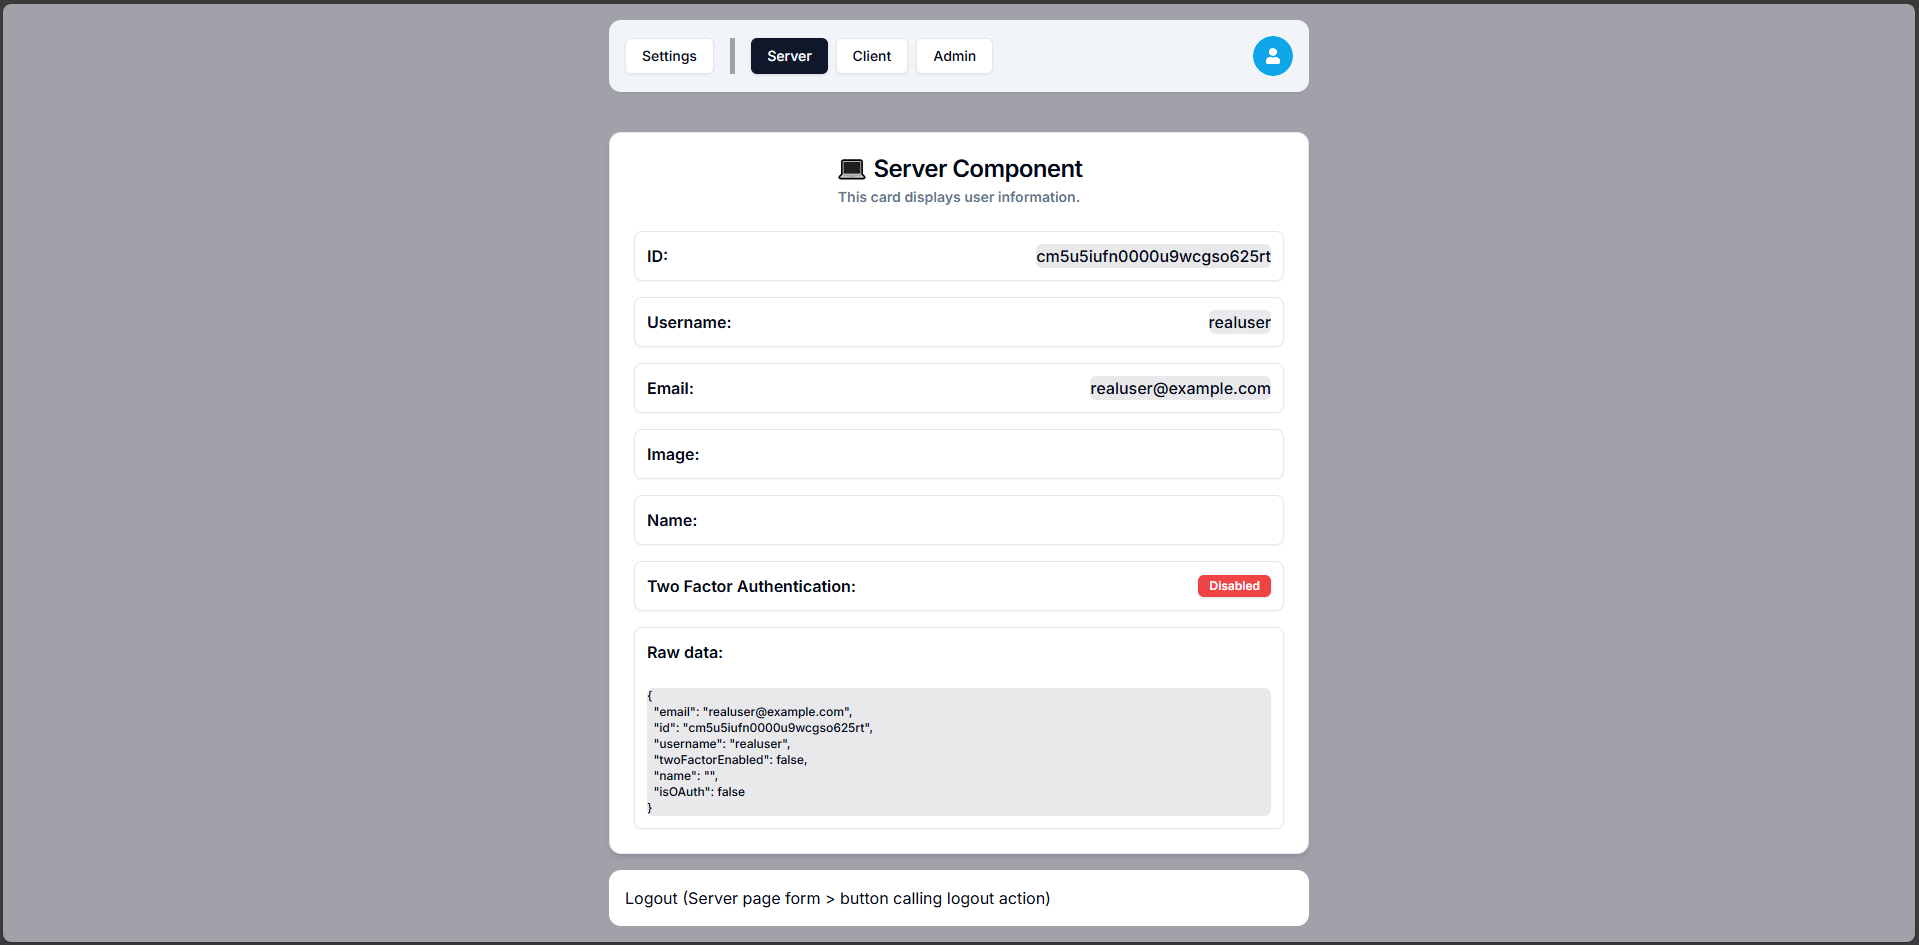 Settings
Server
Client
Admin
Server Component
This card displays user information.
ID: cm5u5iufn0000u9wcgso625rt
Username: realuser
Email: realuser@example.com
Image:
Name:
Two Factor Authentication: Disabled
Raw data:
{
"email": "realuser@example.com",
"id": "cm5u5iufn0000u9wcgso625rt",
"username": "realuser",
"twoFactorEnabled": false,
"name": "",
"isOAuth": false
}
Logout (Server page form > button calling logout action)